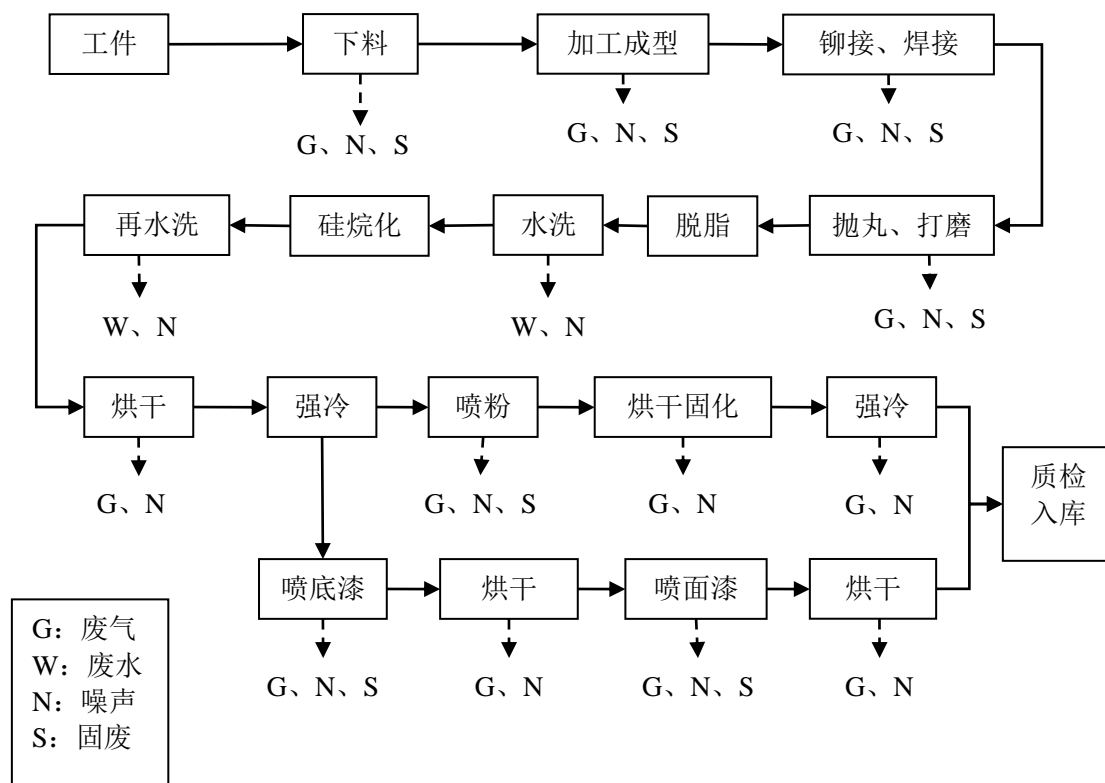 工件 下料 加工成型 铆接、焊接
G、N、S G、N、S G、N、S
再水洗 硅烷化 水洗 脱脂 抛丸、打磨
W、N W、N G、N、S
烘干 强冷 喷粉 烘干固化 强冷
G、N G、N、S G、N G、N
质检
入库
喷底漆 烘干 喷面漆 烘干
G、N、S G、N G、N、S G、N
G：废气
W：废水
N：噪声
S：固废